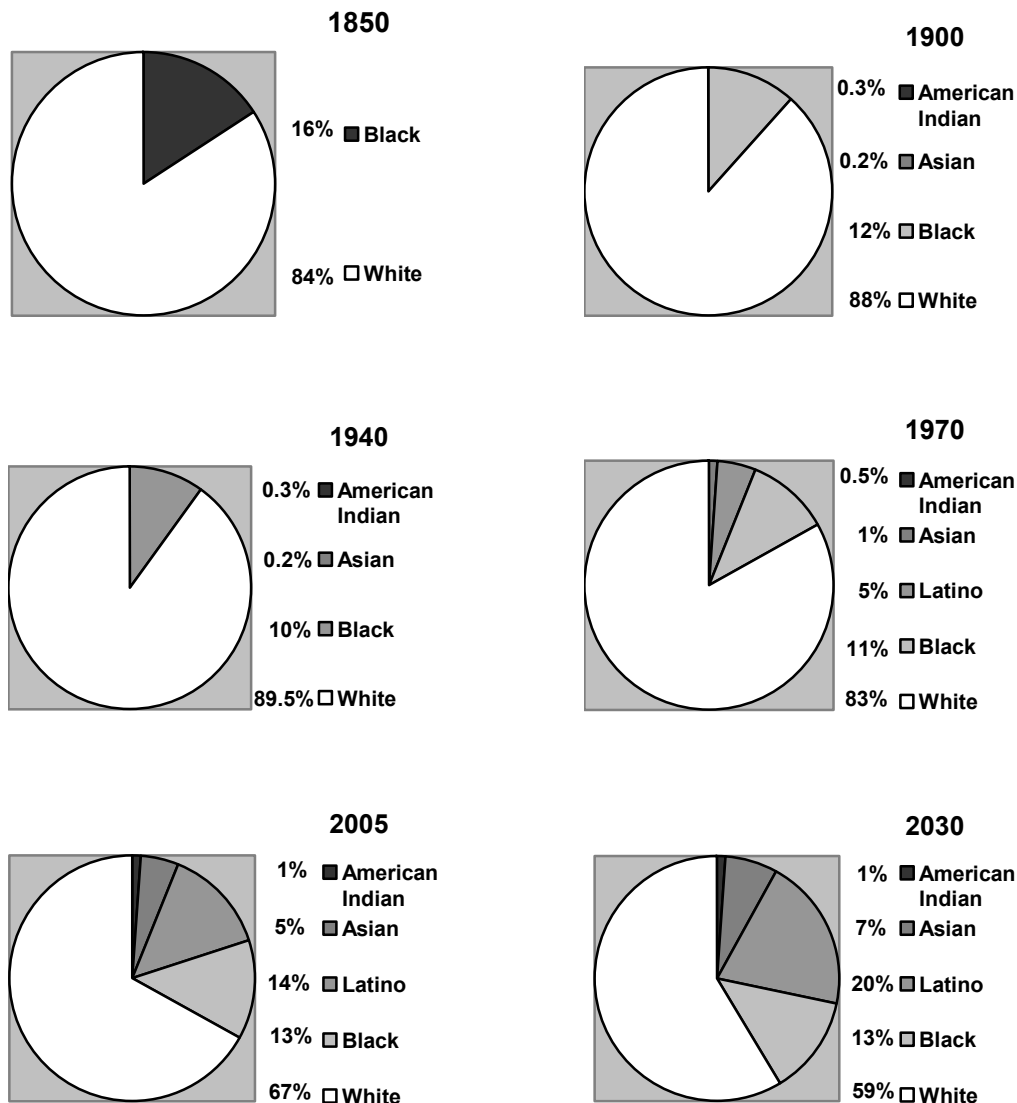 1850
16% Black
84% White
1900
0.3% American
Indian
0.2% Asian
12% Black
88% White
1940
0.3% American
Indian
0.2% Asian
10% Black
89.5% White
1970
0.5% American
Indian
1% Asian
5% Latino
11% Black
83% White
2005
1% American
Indian
5% Asian
14% Latino
13% Black
67% White
2030
1% American
Indian
7% Asian
20% Latino
13% Black
59% White